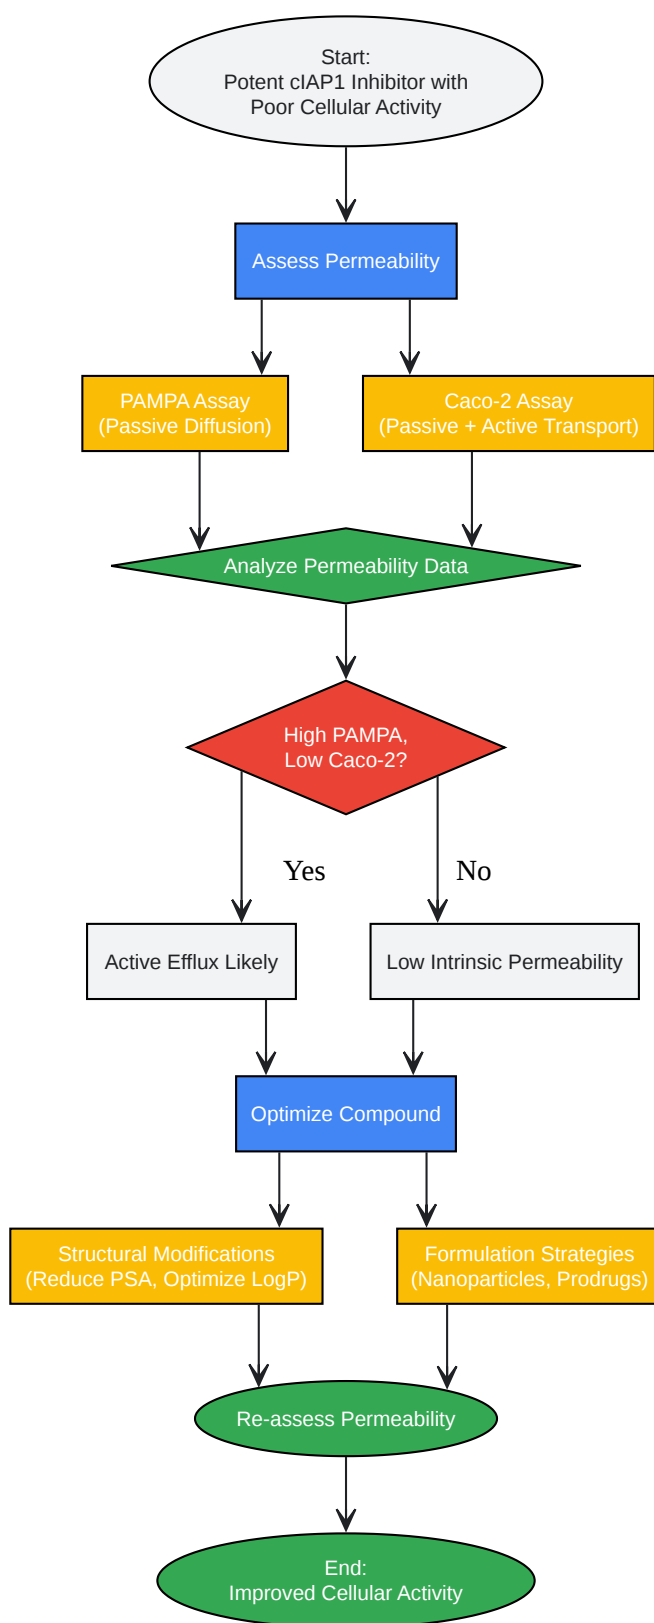 Start:
Potent cIAP1 Inhibitor with
Poor Cellular Activity
Assess Permeability
PAMPA Assay
(Passive Diffusion)
Caco-2 Assay
(Passive + Active Transport)
Analyze Permeability Data
High PAMPA,
Low Caco-2?
Yes
No
Active Efflux Likely
Low Intrinsic Permeability
Optimize Compound
Structural Modifications
(Reduce PSA, Optimize LogP)
Formulation Strategies
(Nanoparticles, Prodrugs)
Re-assess Permeability
End:
Improved Cellular Activity